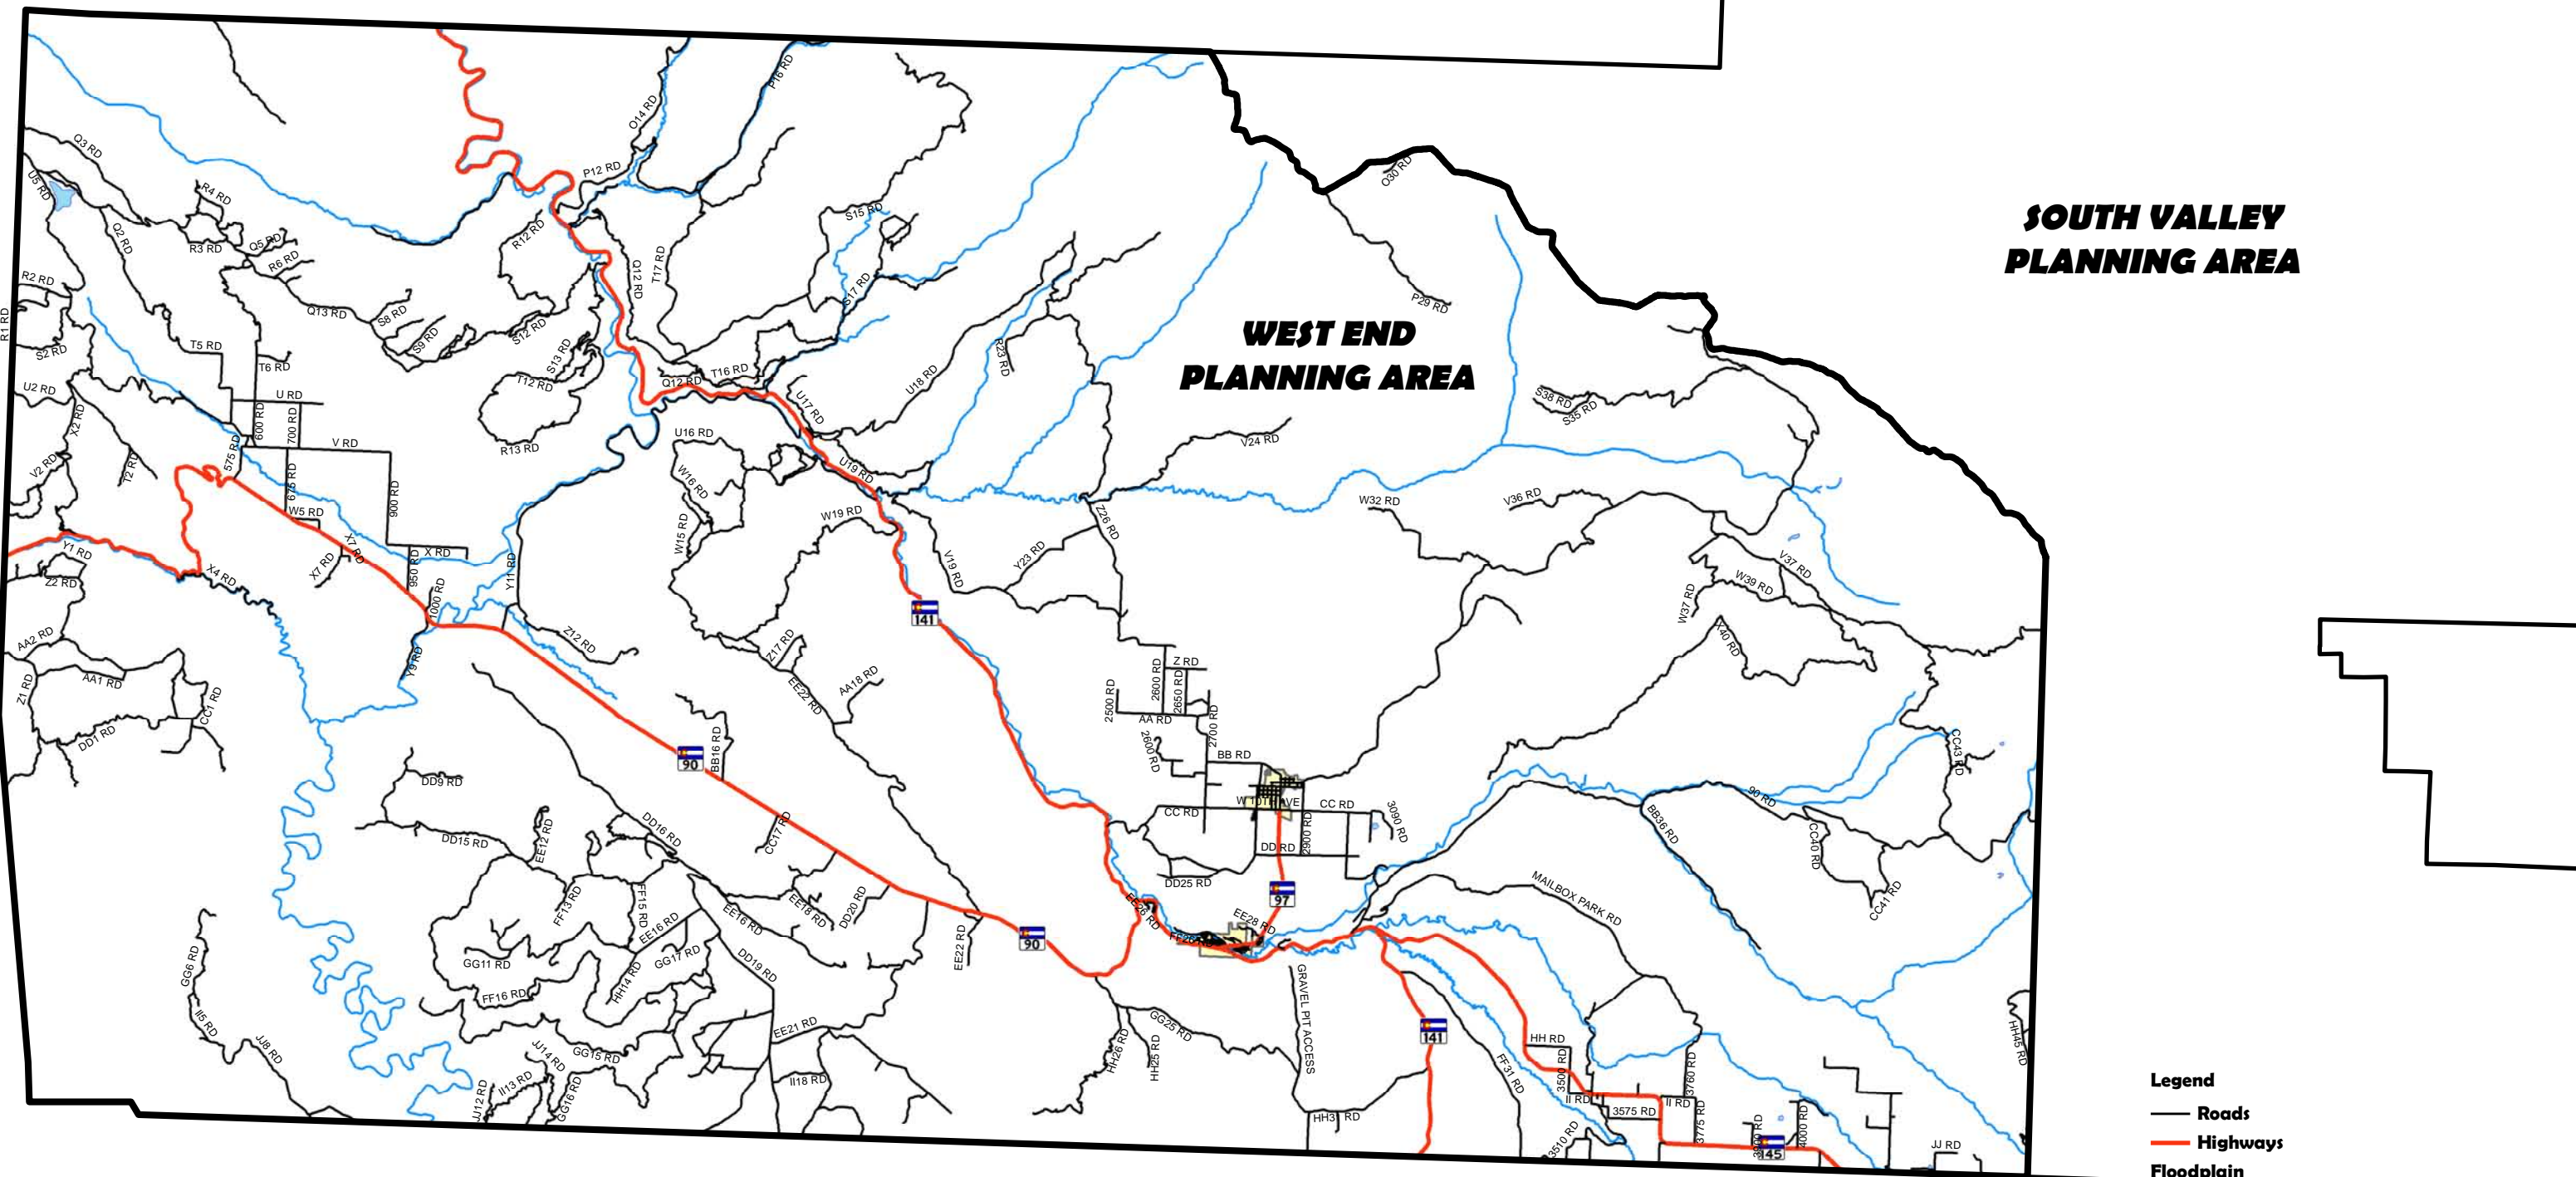 SOUTH VALLEY
PLANNING AREA
WEST END
PLANNING AREA
Q3 RD
U5 RD
R4 RD
Q2 RD
R3 RD
Q5 RD
R6 RD
R2 RD
R1 RD
Q13 RD
S8 RD
S9 RD
S12 RD
S13 RD
S2 RD
T5 RD
T6 RD
T12 RD
U2 RD
U RD
X2 RD
600 RD
700 RD
V RD
R13 RD
V2 RD
T2 RD
575 RD
675 RD
900 RD
W5 RD
O14 RD
P16 RD
P12 RD
R12 RD
Q12 RD
T17 RD
S15 RD
S17 RD
Q12 RD
T16 RD
U17 RD
U18 RD
R23 RD
O30 RD
P29 RD
S38 RD
S35 RD
V24 RD
U16 RD
W16 RD
U19 RD
W15 RD
W19 RD
V19 RD
Y23 RD
Z26 RD
W32 RD
V36 RD
V37 RD
W39 RD
W37 RD
X40 RD
Y1 RD
X4 RD
X7 RD
X7 RD
X RD
950 RD
1000 RD
Y11 RD
Z2 RD
AA2 RD
Z1 RD
AA1 RD
CC1 RD
DD1 RD
Y9 RD
Z12 RD
141
Z17 RD
EE22 RD
AA18 RD
Z RD
2600 RD
2650 RD
2500 RD
AA RD
2700 RD
2600 RD
BB RD
90
BB16 RD
DD9 RD
DD16 RD
CC17 RD
DD15 RD
EE12 RD
CC RD
W 10TH AVE
CC RD
3090 RD
2900 RD
DD RD
DD25 RD
97
90 RD
CC43 RD
BB36 RD
CC40 RD
CC41 RD
MAILBOX PARK RD
FF13 RD
FF15 RD
EE16 RD
EE16 RD
EE18 RD
DD20 RD
EE26 RD
EE28 RD
EE22 RD
90
GG6 RD
GG11 RD
GG17 RD
DD19 RD
FF16 RD
HH14 RD
GRAVEL PIT ACCESS
II5 RD
JJ8 RD
JJ14 RD
GG15 RD
EE21 RD
GG25 RD
HH26 RD
HH25 RD
141
FF31 RD
HH RD
3500 RD
3760 RD
HH45 RD
JJ12 RD
II13 RD
GG16 RD
II18 RD
HH31 RD
II RD
3575 RD
II RD
3775 RD
4000 RD
3510 RD
145
JJ RD
Legend
Roads
Highways
Floodplain